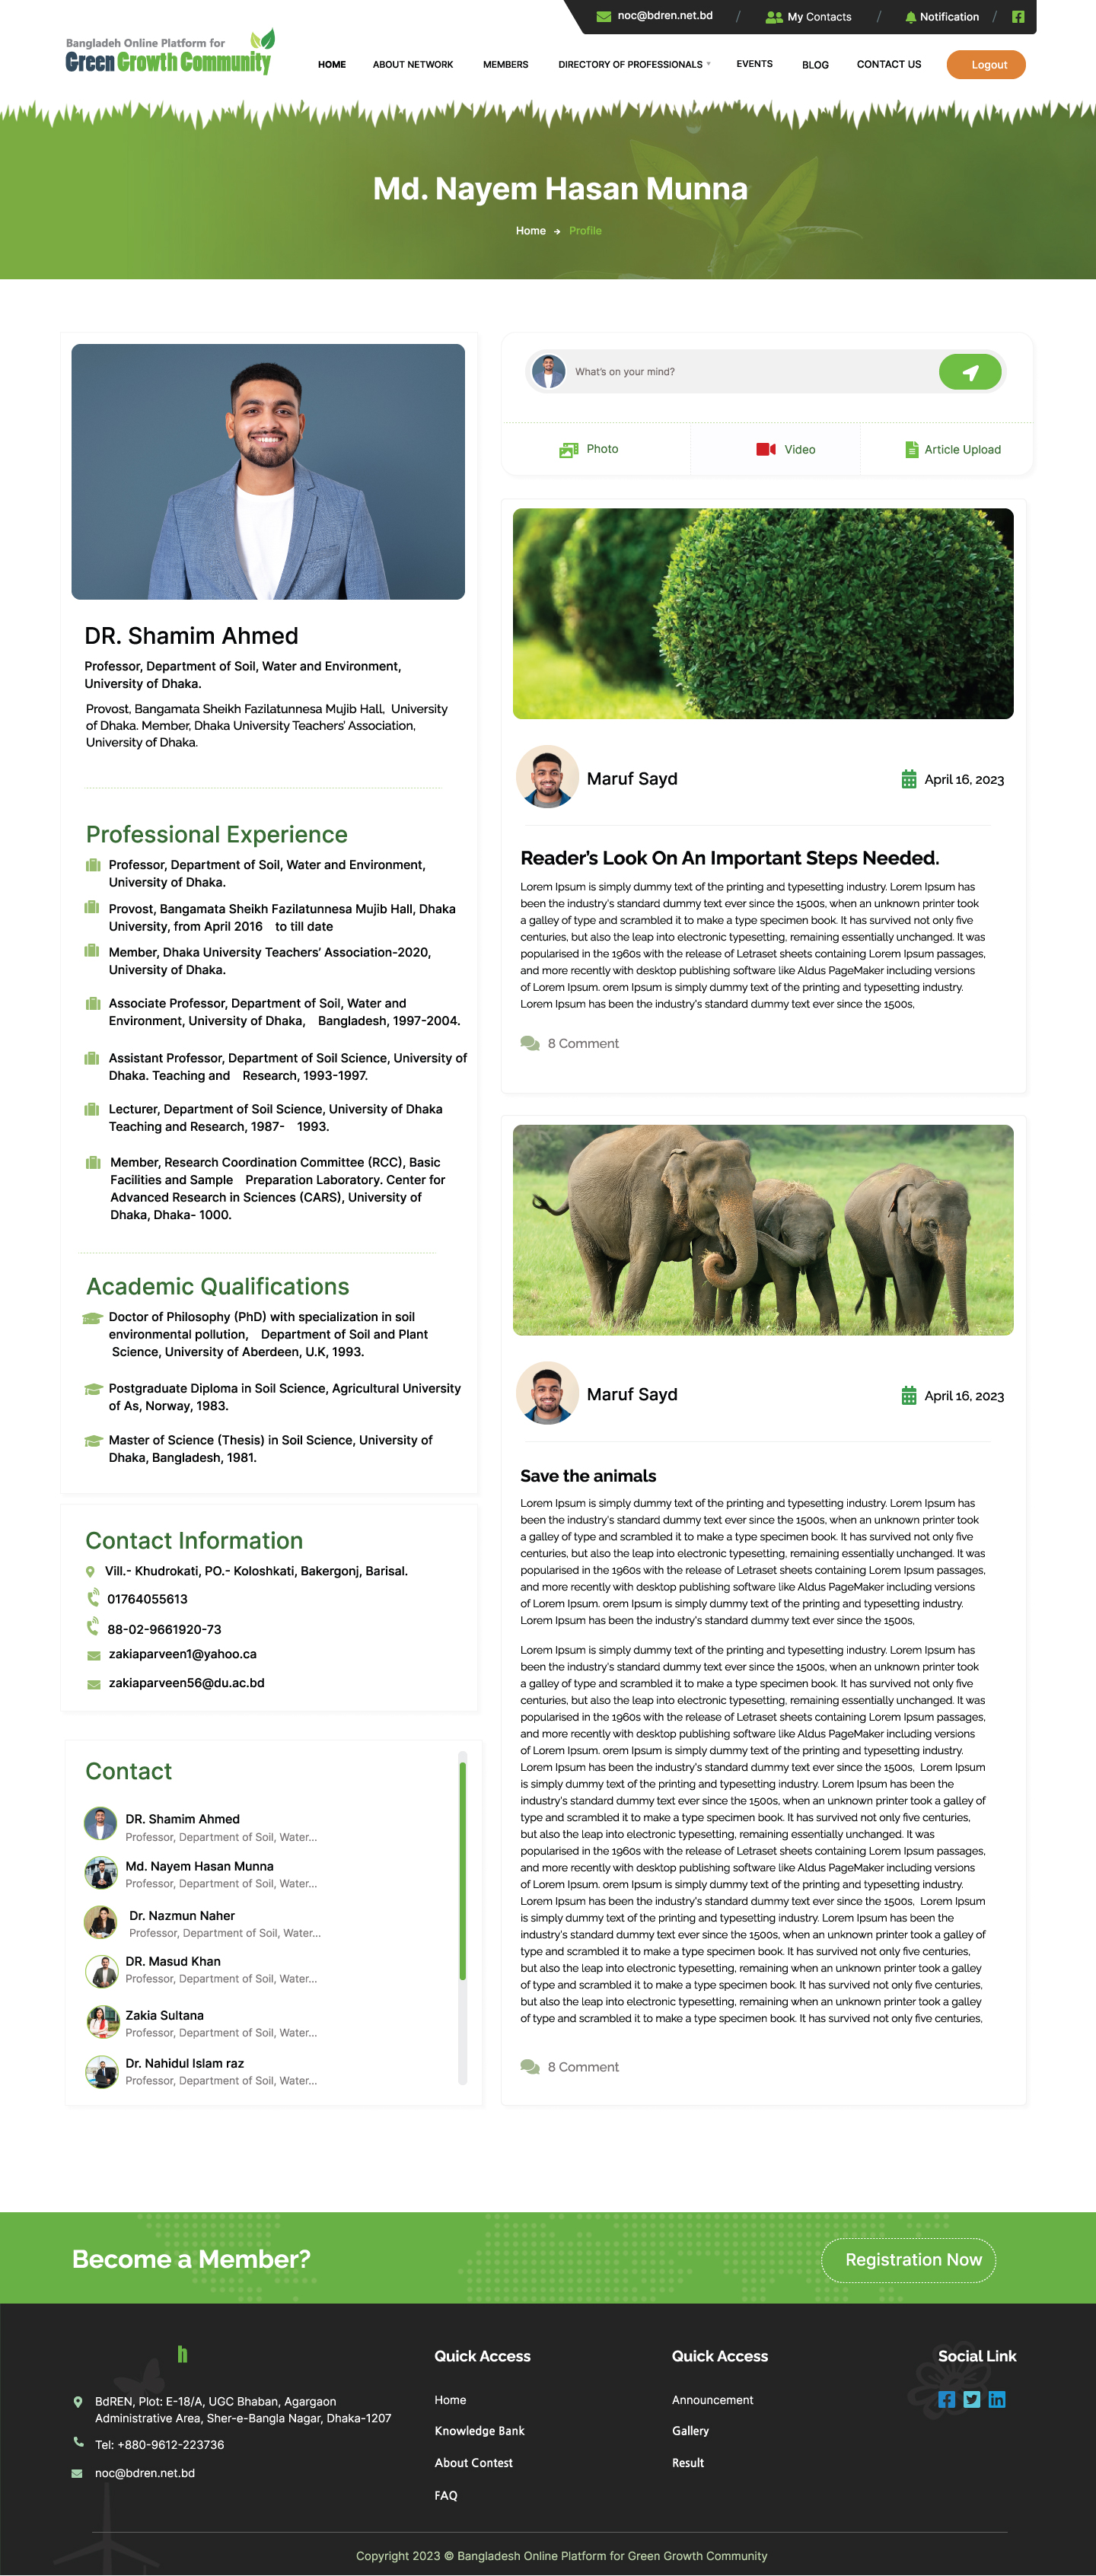 noc@bdren.net.bd / My Contacts / Notification /
Bangladeh Online Platform for
Green Growth Community
HOME ABOUT NETWORK MEMBERS DIRECTORY OF PROFESSIONALS EVENTS BLOG CONTACT US Logout
Md. Nayem Hasan Munna
Home → Profile
DR. Shamim Ahmed
Professor, Department of Soil, Water and Environment,
University of Dhaka.
Provost, Bangamata Sheikh Fazilatunnesa Mujib Hall, University
of Dhaka. Member, Dhaka University Teachers' Association,
University of Dhaka.
Professional Experience
Professor, Department of Soil, Water and Environment,
University of Dhaka.
Provost, Bangamata Sheikh Fazilatunnesa Mujib Hall, Dhaka
University, from April 2016 to till date
Member, Dhaka University Teachers' Association-2020,
University of Dhaka.
Associate Professor, Department of Soil, Water and
Environment, University of Dhaka, Bangladesh, 1997-2004.
Assistant Professor, Department of Soil Science, University of
Dhaka. Teaching and Research, 1993-1997.
Lecturer, Department of Soil Science, University of Dhaka
Teaching and Research, 1987- 1993.
Member, Research Coordination Committee (RCC), Basic
Facilities and Sample Preparation Laboratory. Center for
Advanced Research in Sciences (CARS), University of
Dhaka, Dhaka- 1000.
Academic Qualifications
Doctor of Philosophy (PhD) with specialization in soil
environmental pollution, Department of Soil and Plant
Science, University of Aberdeen, U.K, 1993.
Postgraduate Diploma in Soil Science, Agricultural University
of As, Norway, 1983.
Master of Science (Thesis) in Soil Science, University of
Dhaka, Bangladesh, 1981.
Contact Information
Vill.- Khudrokati, PO.- Koloshkati, Bakergonj, Barisal.
01764055613
88-02-9661920-73
zakiaparveen1@yahoo.ca
zakiaparveen56@du.ac.bd
Contact
DR. Shamim Ahmed
Professor, Department of Soil, Water...
Md. Nayem Hasan Munna
Professor, Department of Soil, Water...
Dr. Nazmun Naher
Professor, Department of Soil, Water...
DR. Masud Khan
Professor, Department of Soil, Water...
Zakia Sultana
Professor, Department of Soil, Water...
Dr. Nahidul Islam raz
Professor, Department of Soil, Water...
What's on your mind?
Photo Video Article Upload
Maruf Sayd April 16, 2023
Reader's Look On An Important Steps Needed.
Lorem Ipsum is simply dummy text of the printing and typesetting industry. Lorem Ipsum has
been the industry's standard dummy text ever since the 1500s, when an unknown printer took
a galley of type and scrambled it to make a type specimen book. It has survived not only five
centuries, but also the leap into electronic typesetting, remaining essentially unchanged. It was
popularised in the 1960s with the release of Letraset sheets containing Lorem Ipsum passages,
and more recently with desktop publishing software like Aldus PageMaker including versions
of Lorem Ipsum. orem Ipsum is simply dummy text of the printing and typesetting industry.
Lorem Ipsum has been the industry's standard dummy text ever since the 1500s,
8 Comment
Maruf Sayd April 16, 2023
Save the animals
Lorem Ipsum is simply dummy text of the printing and typesetting industry. Lorem Ipsum has
been the industry's standard dummy text ever since the 1500s, when an unknown printer took
a galley of type and scrambled it to make a type specimen book. It has survived not only five
centuries, but also the leap into electronic typesetting, remaining essentially unchanged. It was
popularised in the 1960s with the release of Letraset sheets containing Lorem Ipsum passages,
and more recently with desktop publishing software like Aldus PageMaker including versions
of Lorem Ipsum. orem Ipsum is simply dummy text of the printing and typesetting industry.
Lorem Ipsum has been the industry's standard dummy text ever since the 1500s,
Lorem Ipsum is simply dummy text of the printing and typesetting industry. Lorem Ipsum has
been the industry's standard dummy text ever since the 1500s, when an unknown printer took
a galley of type and scrambled it to make a type specimen book. It has survived not only five
centuries, but also the leap into electronic typesetting, remaining essentially unchanged. It was
popularised in the 1960s with the release of Letraset sheets containing Lorem Ipsum passages,
and more recently with desktop publishing software like Aldus PageMaker including versions
of Lorem Ipsum. orem Ipsum is simply dummy text of the printing and typesetting industry.
Lorem Ipsum has been the industry's standard dummy text ever since the 1500s, Lorem Ipsum
is simply dummy text of the printing and typesetting industry. Lorem Ipsum has been the
industry's standard dummy text ever since the 1500s, when an unknown printer took a galley of
type and scrambled it to make a type specimen book. It has survived not only five centuries,
but also the leap into electronic typesetting, remaining essentially unchanged. It was
popularised in the 1960s with the release of Letraset sheets containing Lorem Ipsum passages,
and more recently with desktop publishing software like Aldus PageMaker including versions
of Lorem Ipsum. orem Ipsum is simply dummy text of the printing and typesetting industry.
Lorem Ipsum has been the industry's standard dummy text ever since the 1500s, Lorem Ipsum
is simply dummy text of the printing and typesetting industry. Lorem Ipsum has been the
industry's standard dummy text ever since the 1500s, when an unknown printer took a galley of
type and scrambled it to make a type specimen book. It has survived not only five centuries,
but also the leap into electronic typesetting, remaining when an unknown printer took a galley
of type and scrambled it to make a type specimen book. It has survived not only five centuries,
but also the leap into electronic typesetting, remaining when an unknown printer took a galley
of type and scrambled it to make a type specimen book. It has survived not only five centuries,
8 Comment
Become a Member? Registration Now
h
BdREN, Plot: E-18/A, UGC Bhaban, Agargaon
Administrative Area, Sher-e-Bangla Nagar, Dhaka-1207
Tel: +880-9612-223736
noc@bdren.net.bd
Quick Access
Home
Knowledge Bank
About Contest
FAQ
Quick Access
Announcement
Gallery
Result
Social Link
Copyright 2023 © Bangladesh Online Platform for Green Growth Community